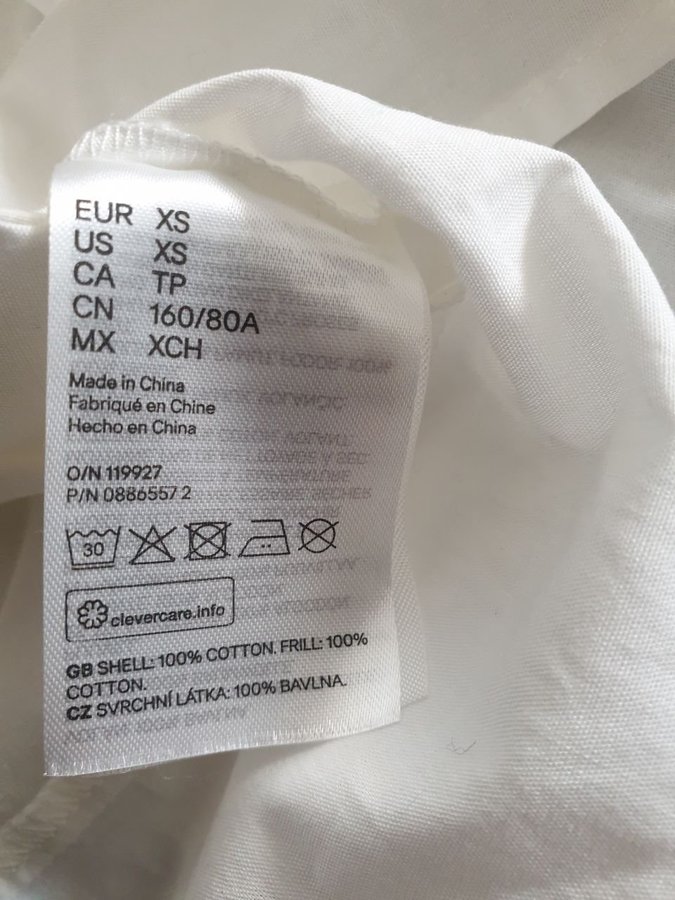 EUR XS
US XS
CA TP
CN 160/80A
MX XCH
Made in China
Fabriqué en Chine
Hecho en China
O/N 119927
P/N 0886557 2
30
clevercare.info
GB SHELL: 100% COTTON. FRILL: 100%
COTTON.
CZ SVRCHNÍ LÁTKA: 100% BAVLNA.